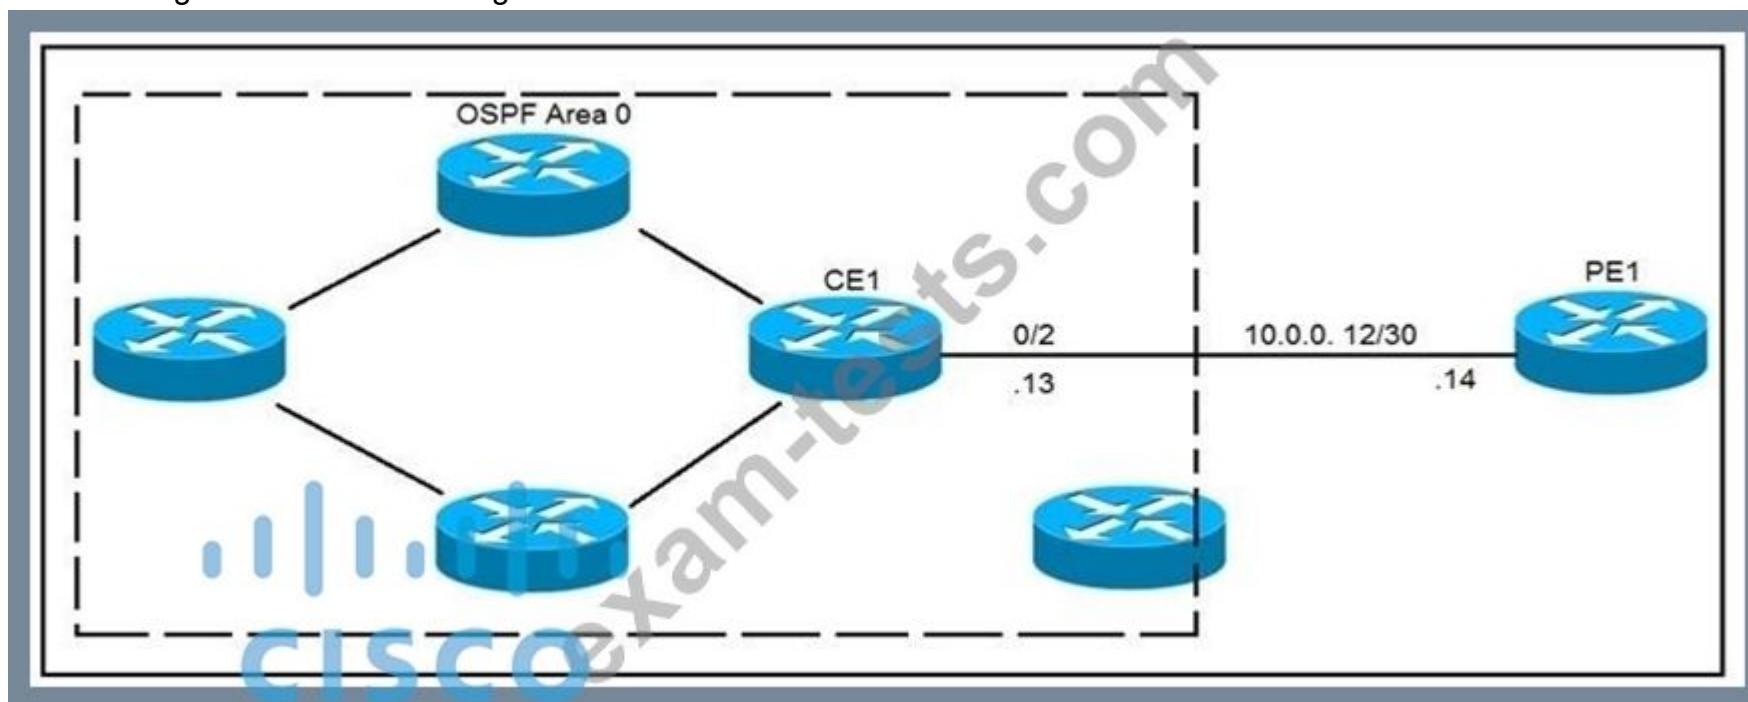 OSPF Area 0
CE1
PE1
0/2
10.0.0. 12/30
.13
.14
exam-tests.com
CISCO